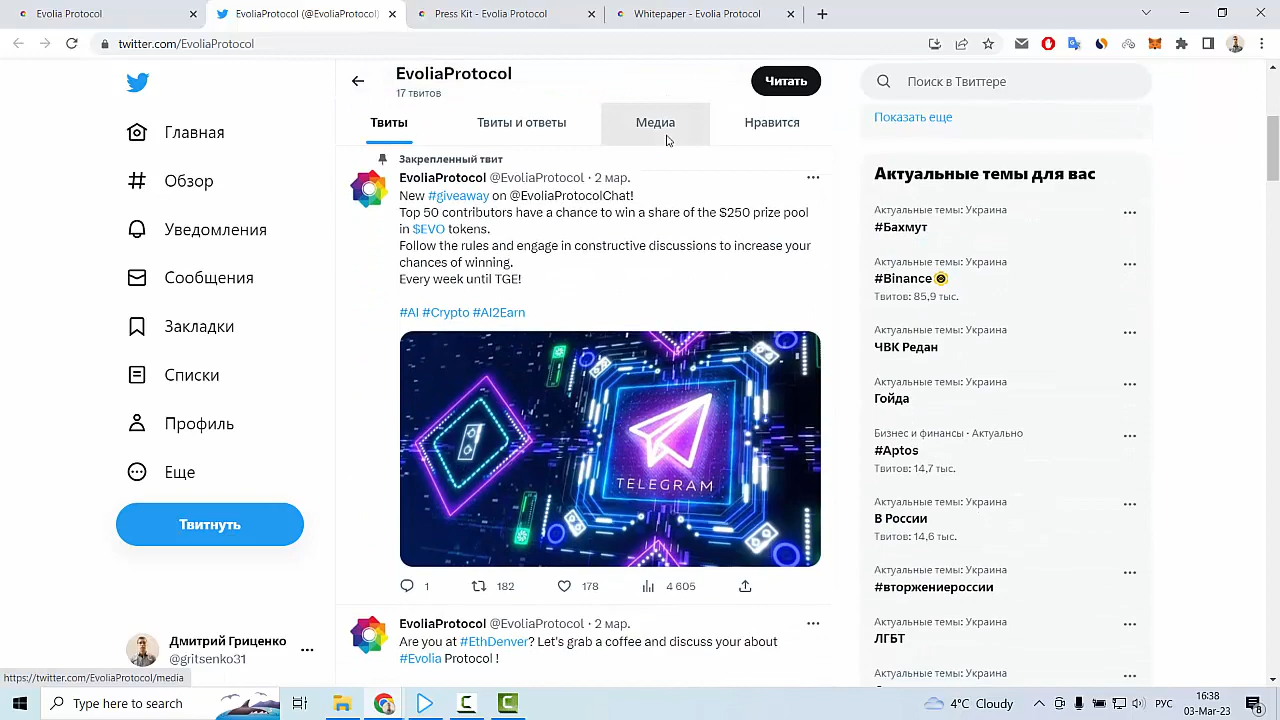 EvoliaProtocol
EvoliaProtocol (@EvoliaProtocol)
Press Kit - Evolia Protocol
Whitepaper - Evolia Protocol
twitter.com/EvoliaProtocol
Главная
Обзор
Уведомления
Сообщения
Закладки
Списки
Профиль
Еще
Твитнуть
Дмитрий Гриценко
@gritsenko31
https://twitter.com/EvoliaProtocol/media
EvoliaProtocol
17 твитов
Читать
Твиты
Твиты и ответы
Медиа
Нравится
Закрепленный твит
EvoliaProtocol @EvoliaProtocol · 2 мар.
New #giveaway on @EvoliaProtocolChat!
Top 50 contributors have a chance to win a share of the $250 prize pool
in $EVO tokens.
Follow the rules and engage in constructive discussions to increase your
chances of winning.
Every week until TGE!
#AI #Crypto #AI2Earn
TELEGRAM
1
182
178
4 605
EvoliaProtocol @EvoliaProtocol · 2 мар.
Are you at #EthDenver? Let's grab a coffee and discuss your about
#Evolia Protocol !
Поиск в Твиттере
Показать еще
Актуальные темы для вас
Актуальные темы: Украина
#Бахмут
Актуальные темы: Украина
#Binance
Твитов: 85,9 тыс.
Актуальные темы: Украина
ЧВК Редан
Актуальные темы: Украина
Гойда
Бизнес и финансы · Актуально
#Aptos
Твитов: 14,7 тыс.
Актуальные темы: Украина
В России
Твитов: 14,6 тыс.
Актуальные темы: Украина
#вторжениероссии
Актуальные темы: Украина
ЛГБТ
Актуальные темы: Украина
Type here to search
4°C Cloudy
РУС
16:38
03-Mar-23
8